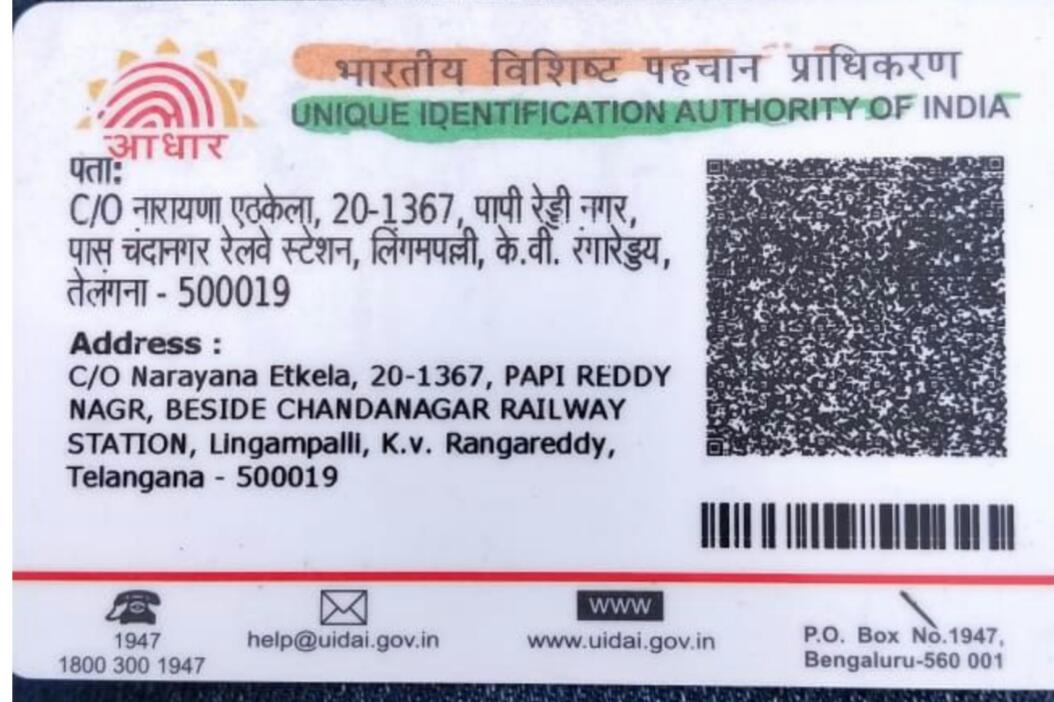 भारतीय विशिष्ट पहचान प्राधिकरण
UNIQUE IDENTIFICATION AUTHORITY OF INDIA
आधार
पता:
C/O नारायणा एठकेला, 20-1367, पापी रेड्डी नगर,
पास चंदानगर रेलवे स्टेशन, लिंगमपल्ली, के.वी. रंगारेड्डय,
तेलंगना - 500019
Address :
C/O Narayana Etkela, 20-1367, PAPI REDDY
NAGR, BESIDE CHANDANAGAR RAILWAY
STATION, Lingampalli, K.v. Rangareddy,
Telangana - 500019
1947
1800 300 1947
help@uidai.gov.in
WWW
www.uidai.gov.in
P.O. Box No.1947,
Bengaluru-560 001